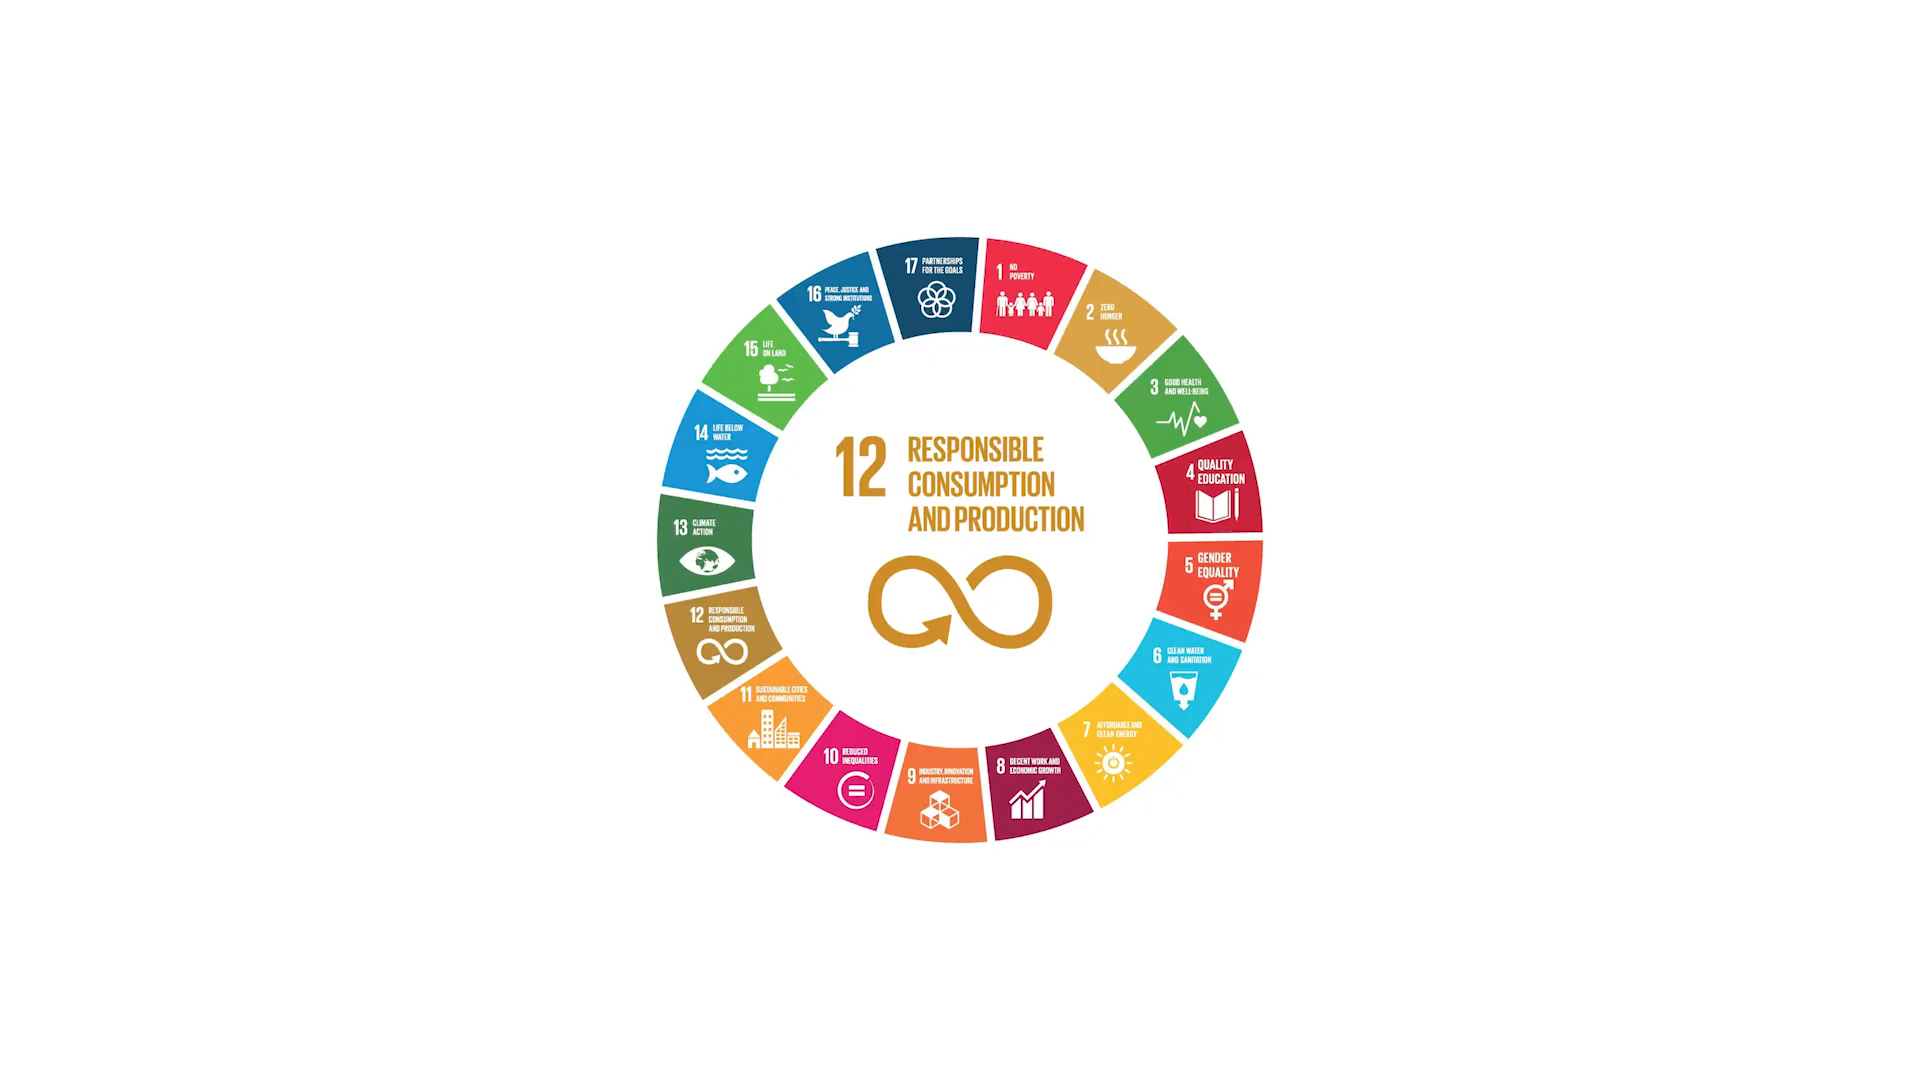 17 PARTNERSHIPS
FOR THE GOALS
1 NO
POVERTY
2 ZERO
HUNGER
3 GOOD HEALTH
AND WELL-BEING
4 QUALITY
EDUCATION
5 GENDER
EQUALITY
6 CLEAN WATER
AND SANITATION
7 AFFORDABLE AND
CLEAN ENERGY
8 DECENT WORK AND
ECONOMIC GROWTH
9 INDUSTRY, INNOVATION
AND INFRASTRUCTURE
10 REDUCED
INEQUALITIES
11 SUSTAINABLE CITIES
AND COMMUNITIES
12 RESPONSIBLE
CONSUMPTION
AND PRODUCTION
13 CLIMATE
ACTION
14 LIFE BELOW
WATER
15 LIFE
ON LAND
16 PEACE, JUSTICE AND
STRONG INSTITUTIONS
12 RESPONSIBLE
CONSUMPTION
AND PRODUCTION